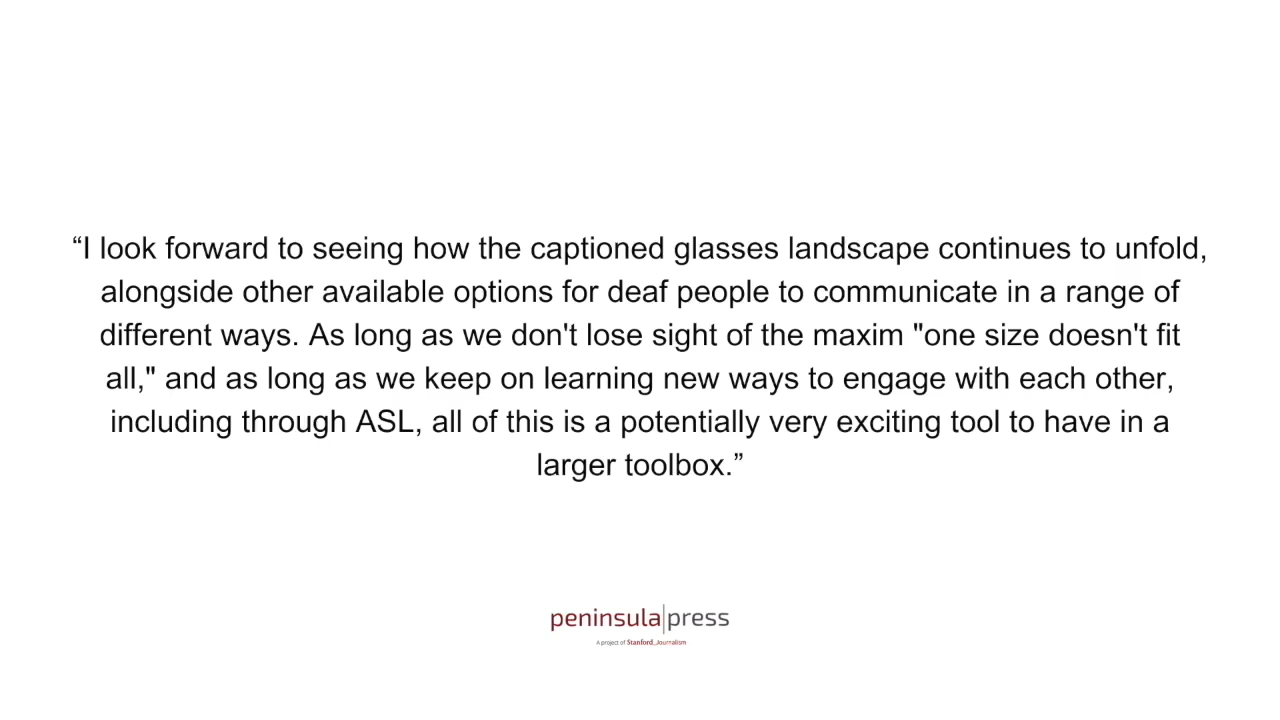 “I look forward to seeing how the captioned glasses landscape continues to unfold,
alongside other available options for deaf people to communicate in a range of
different ways. As long as we don't lose sight of the maxim "one size doesn't fit
all," and as long as we keep on learning new ways to engage with each other,
including through ASL, all of this is a potentially very exciting tool to have in a
larger toolbox.”
peninsula|press
A project of Stanford Journalism